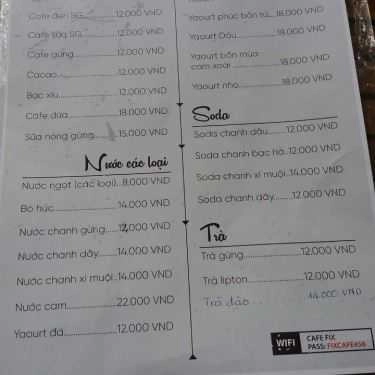 Cafe đen SG 12.000 VND
Cafe sữa SG 12.000 VND
Cafe gừng 12.000 VND
Cacao 12.000 VND
Bạc xỉu 12.000 VND
Cafe dừa 18.000 VND
Sữa nóng gừng 15.000 VND
Nước các loại
Nước ngọt (các loại) 8.000 VND
Bò húc 14.000 VND
Nước chanh gừng 12.000 VND
Nước chanh dây 14.000 VND
Nước chanh xí muội 14.000 VND
Nước cam 22.000 VND
Yaourt đá 12.000 VND
Yaourt phúc bồn tử 18.000 VND
Yaourt Dâu 18.000 VND
Yaourt bốn mùa
cam xoài 18.000 VND
Yaourt nho 18.000 VND
Soda
Soda chanh dâu 12.000 VND
Soda chanh bạc hà 12.000 VND
Soda chanh xí muội 14.000 VND
Soda chanh dây 12.000 VND
Trà
Trà gừng 12.000 VND
Trà lipton 12.000 VND
Trà đào 14.000 VND
WIFI
CAFE FIX
PASS: FIXCAFE456